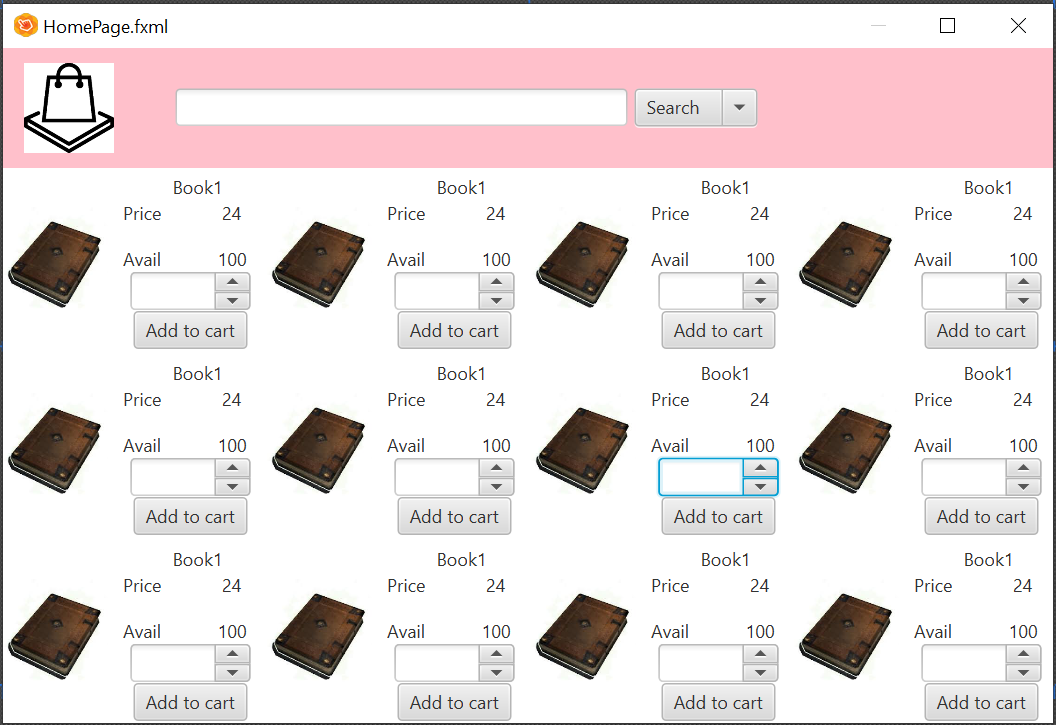 HomePage.fxml
Search
Book1 Book1 Book1 Book1
Price 24 Price 24 Price 24 Price 24
Avail 100 Avail 100 Avail 100 Avail 100
Add to cart Add to cart Add to cart Add to cart
Book1 Book1 Book1 Book1
Price 24 Price 24 Price 24 Price 24
Avail 100 Avail 100 Avail 100 Avail 100
Add to cart Add to cart Add to cart Add to cart
Book1 Book1 Book1 Book1
Price 24 Price 24 Price 24 Price 24
Avail 100 Avail 100 Avail 100 Avail 100
Add to cart Add to cart Add to cart Add to cart